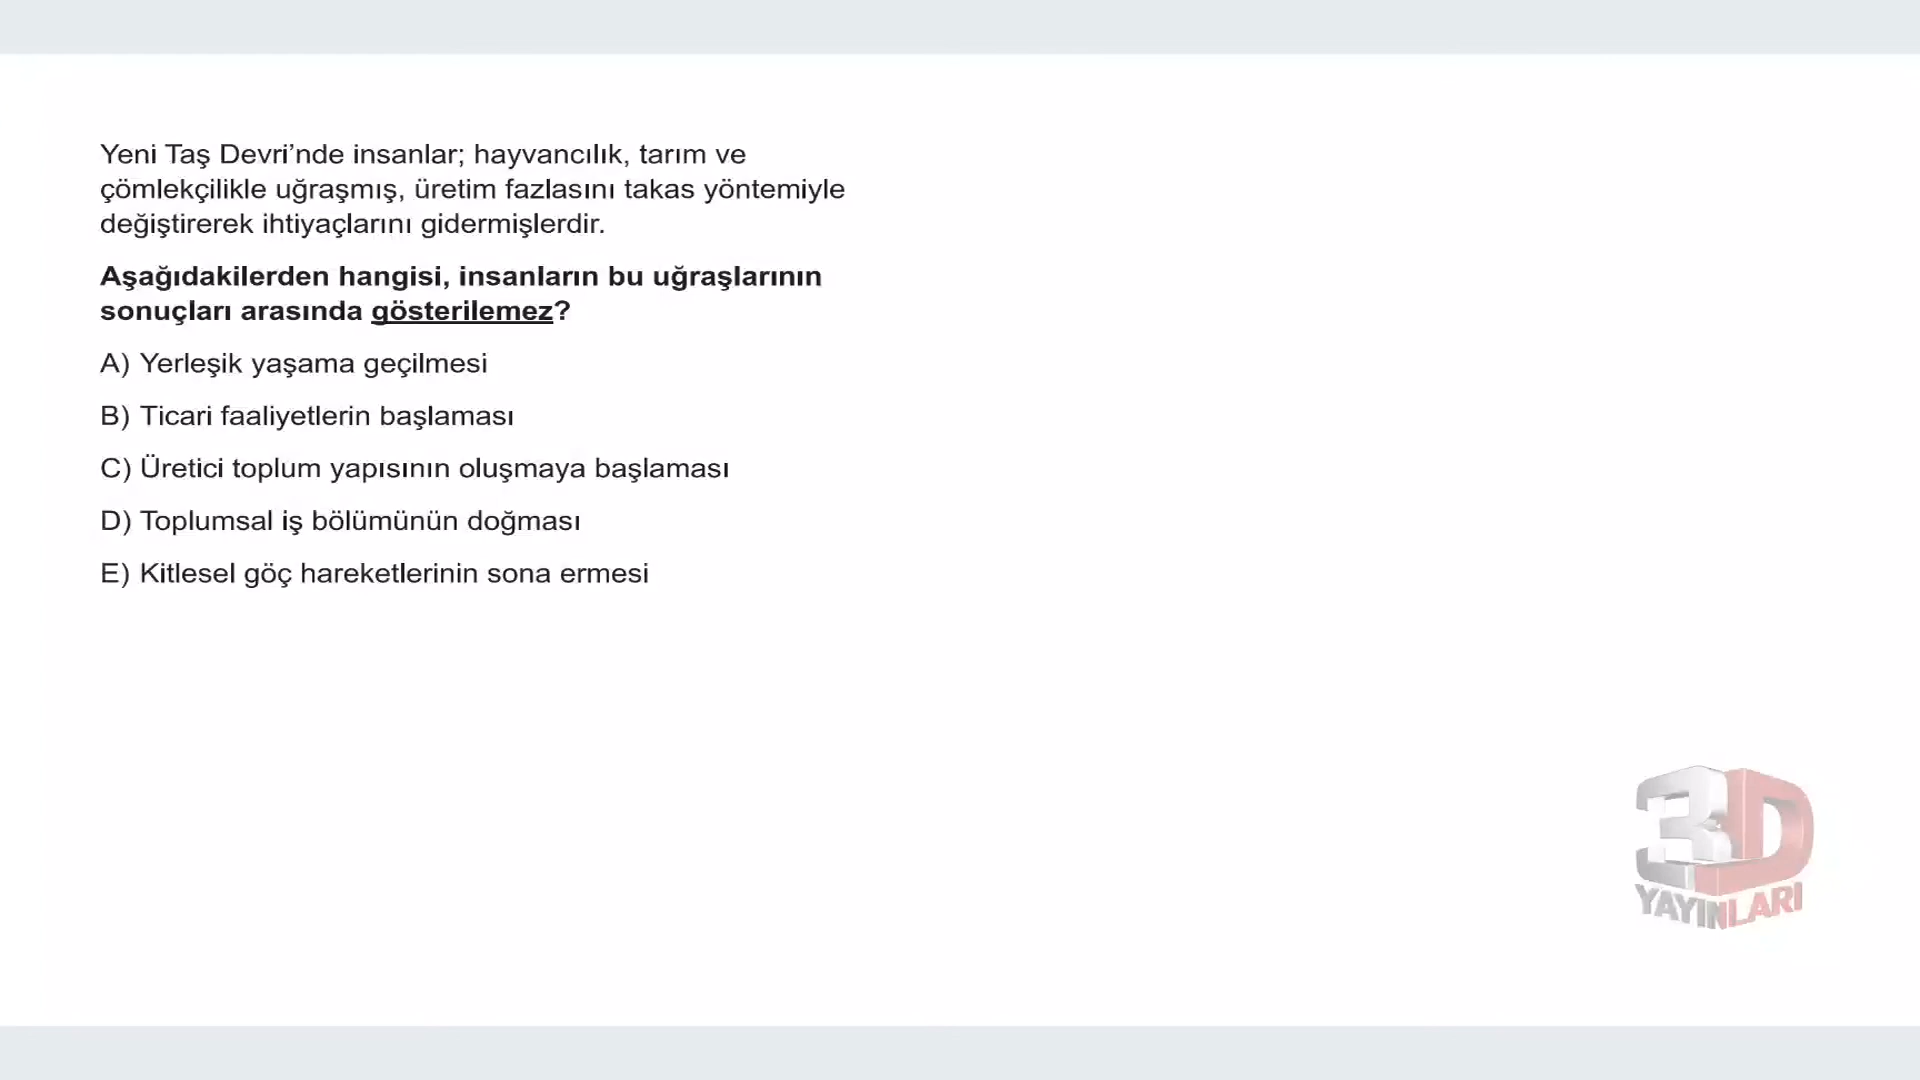 Yeni Taş Devri’nde insanlar; hayvancılık, tarım ve
çömlekçilikle uğraşmış, üretim fazlasını takas yöntemiyle
değiştirerek ihtiyaçlarını gidermişlerdir.
Aşağıdakilerden hangisi, insanların bu uğraşlarının
sonuçları arasında gösterilemez?
A) Yerleşik yaşama geçilmesi
B) Ticari faaliyetlerin başlaması
C) Üretici toplum yapısının oluşmaya başlaması
D) Toplumsal iş bölümünün doğması
E) Kitlesel göç hareketlerinin sona ermesi
3D
YAYINLARI